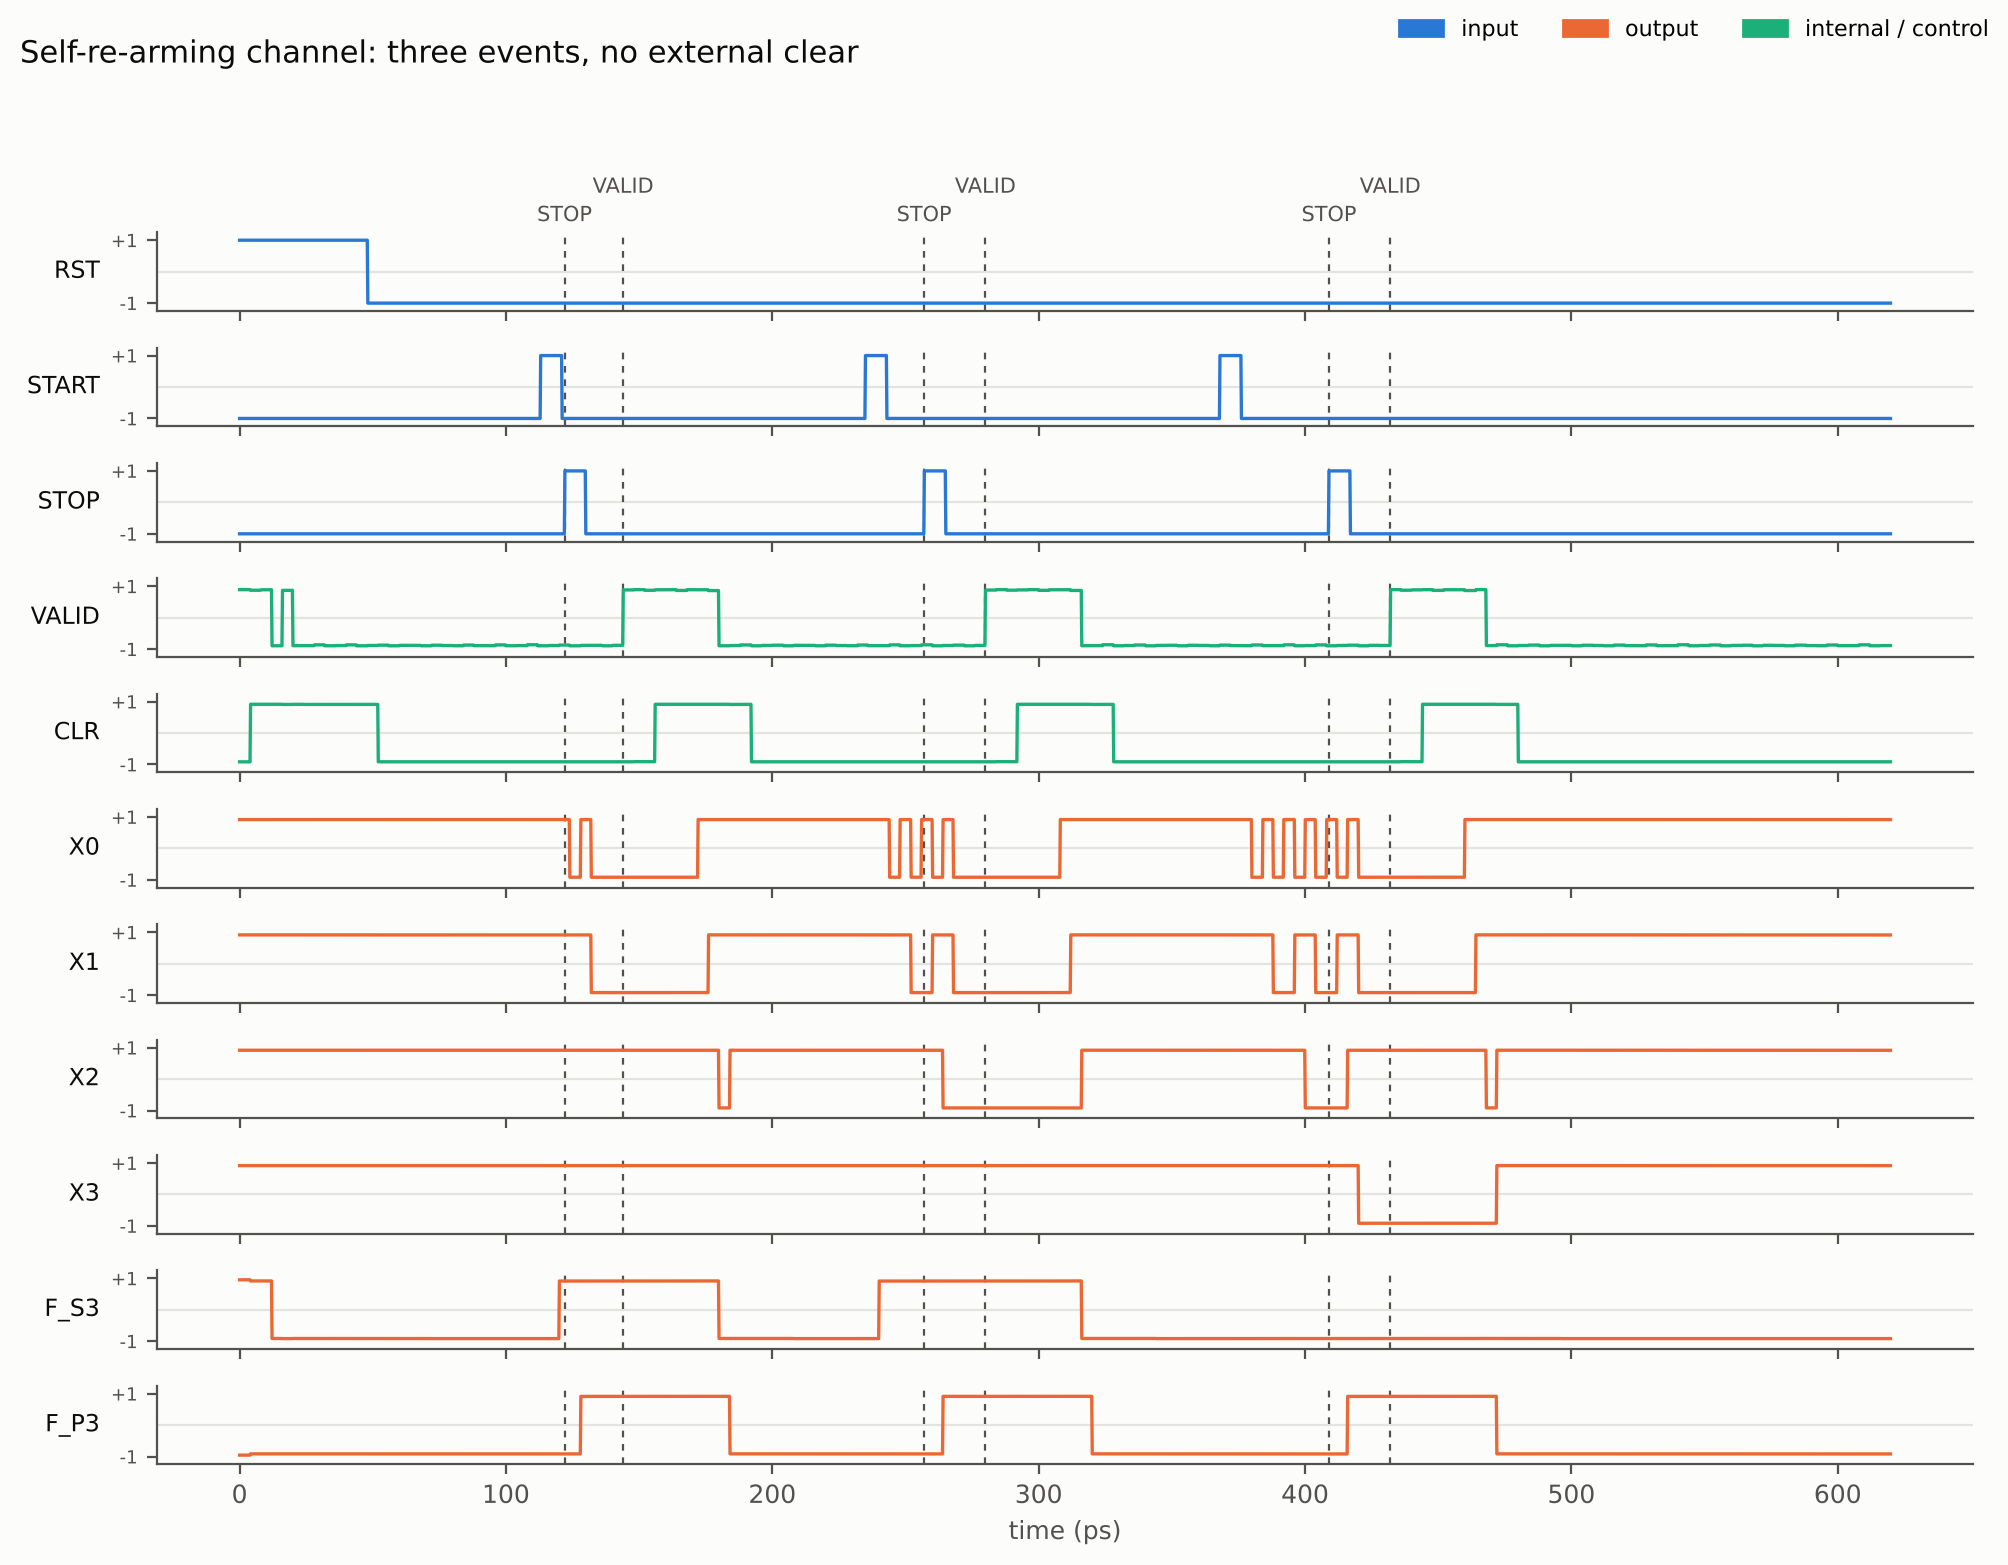 input output internal / control
Self-re-arming channel: three events, no external clear
VALID VALID VALID
STOP STOP STOP
+1
RST
-1
+1
START
-1
+1
STOP
-1
+1
VALID
-1
+1
CLR
-1
+1
X0
-1
+1
X1
-1
+1
X2
-1
+1
X3
-1
+1
F_S3
-1
+1
F_P3
-1
0 100 200 300 400 500 600
time (ps)